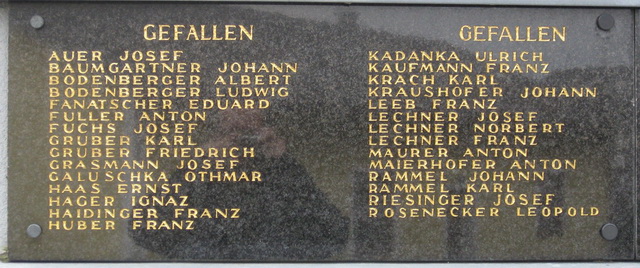 GEFALLEN
AUER JOSEF
BAUMGARTNER JOHANN
BODENBERGER ALBERT
BODENBERGER LUDWIG
FANATSCHER EDUARD
FULLER ANTON
FUCHS JOSEF
GRUBER KARL
GRUBER FRIEDRICH
GRASMANN JOSEF
GALUSCHKA OTHMAR
HAAS ERNST
HAGER IGNAZ
HAIDINGER FRANZ
HUBER FRANZ
GEFALLEN
KADANKA ULRICH
KAUFMANN FRANZ
KRACH KARL
KRAUSHOFER JOHANN
LEEB FRANZ
LECHNER JOSEF
LECHNER NORBERT
LECHNER FRANZ
MAURER ANTON
MAIERHOFER ANTON
RAMMEL JOHANN
RAMMEL KARL
RIESINGER JOSEF
ROSENECKER LEOPOLD